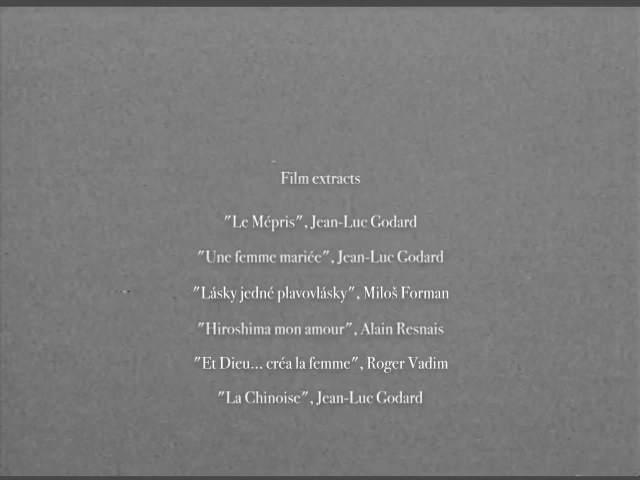 Film extracts
"Le Mépris", Jean-Luc Godard
"Une femme mariée", Jean-Luc Godard
"Lásky jedné plavovlásky", Miloš Forman
"Hiroshima mon amour", Alain Resnais
"Et Dieu... créa la femme", Roger Vadim
"La Chinoise", Jean-Luc Godard